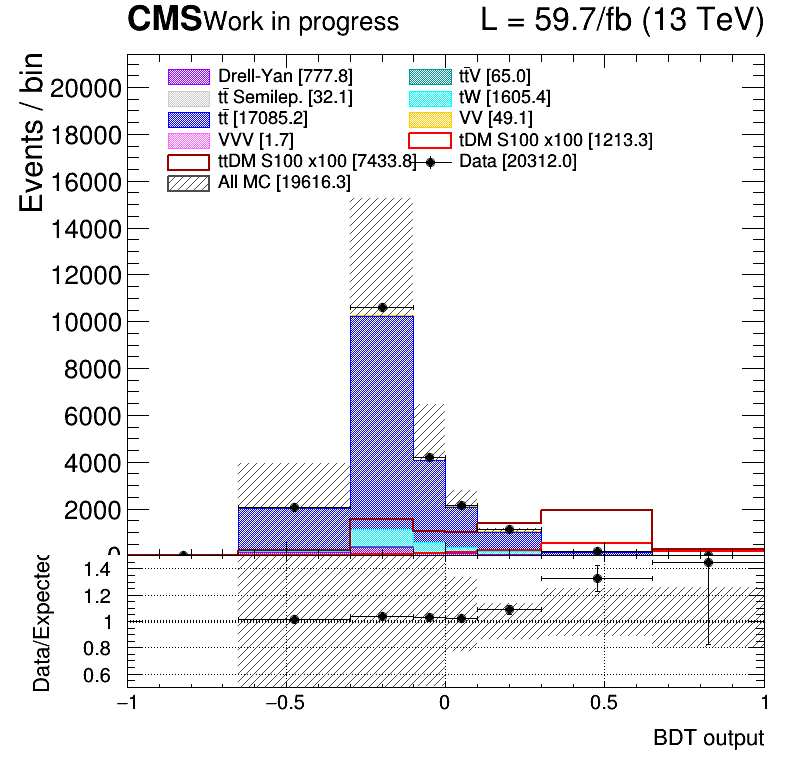 CMS Work in progress L = 59.7/fb (13 TeV)
Events / bin
20000
18000
16000
14000
12000
10000
8000
6000
4000
2000
0
Drell-Yan [777.8]
tt̄ Semilep. [32.1]
tt̄ [17085.2]
VVV [1.7]
ttDM S100 x100 [7433.8]
All MC [19616.3]
tt̄V [65.0]
tW [1605.4]
VV [49.1]
tDM S100 x100 [1213.3]
Data [20312.0]
Data/Expected
1.4
1.2
1
0.8
0.6
−1 −0.5 0 0.5 1
BDT output